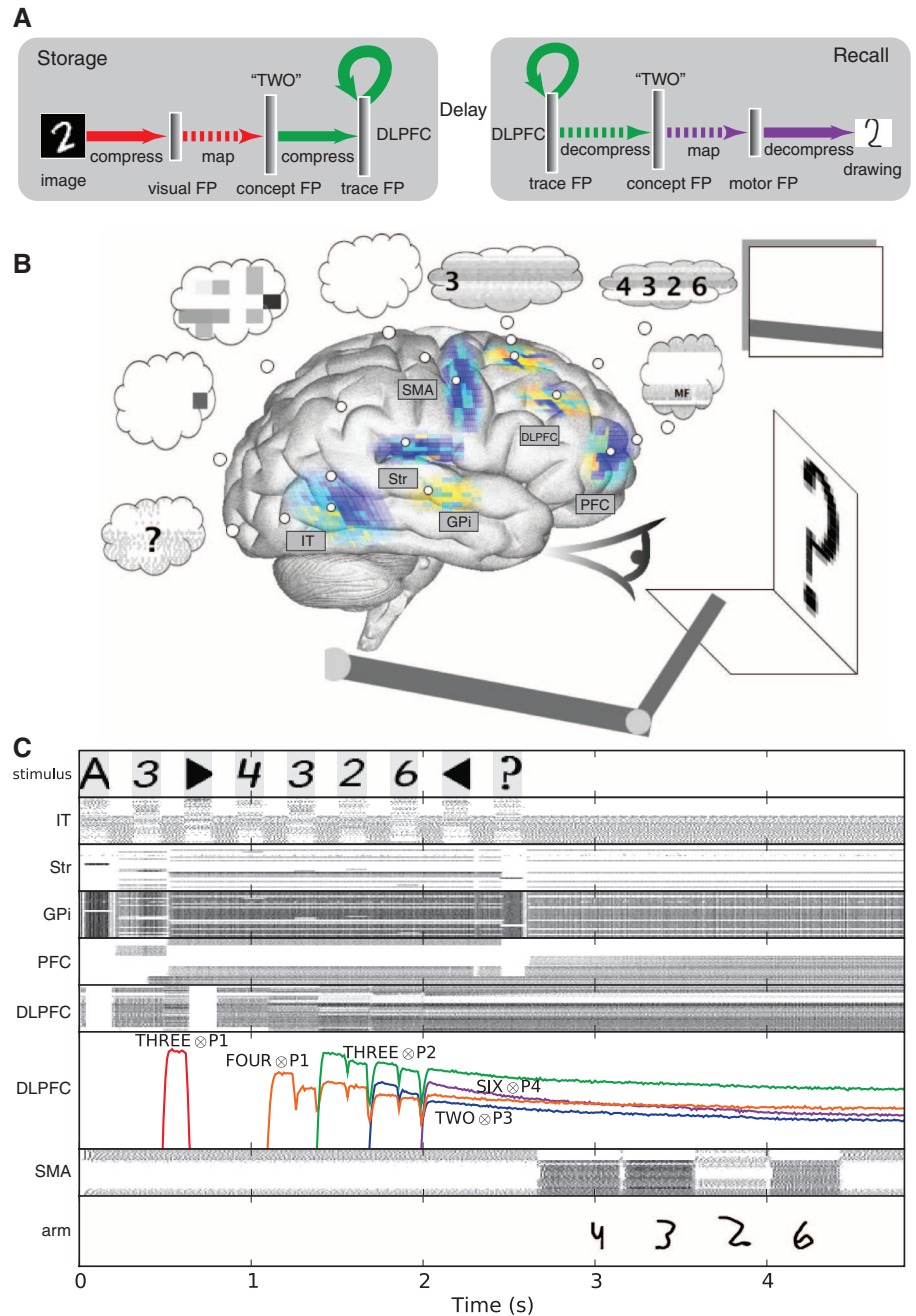 A
Storage
Recall
"TWO"
"TWO"
2
DLPFC
Delay
DLPFC
2
compress
map
compress
decompress
map
decompress
image
visual FP
concept FP
trace FP
trace FP
concept FP
motor FP
drawing
B
3
4 3 2 6
SMA
MF
DLPFC
Str
PFC
GPi
IT
?
?
C
stimulus
A 3 ▶ 4 3 2 6 ◀ ?
IT
Str
GPi
PFC
DLPFC
THREE⊗P1
FOUR⊗P1
THREE⊗P2
DLPFC
SIX⊗P4
TWO⊗P3
SMA
arm
4 3 2 6
0 1 2 3 4
Time (s)